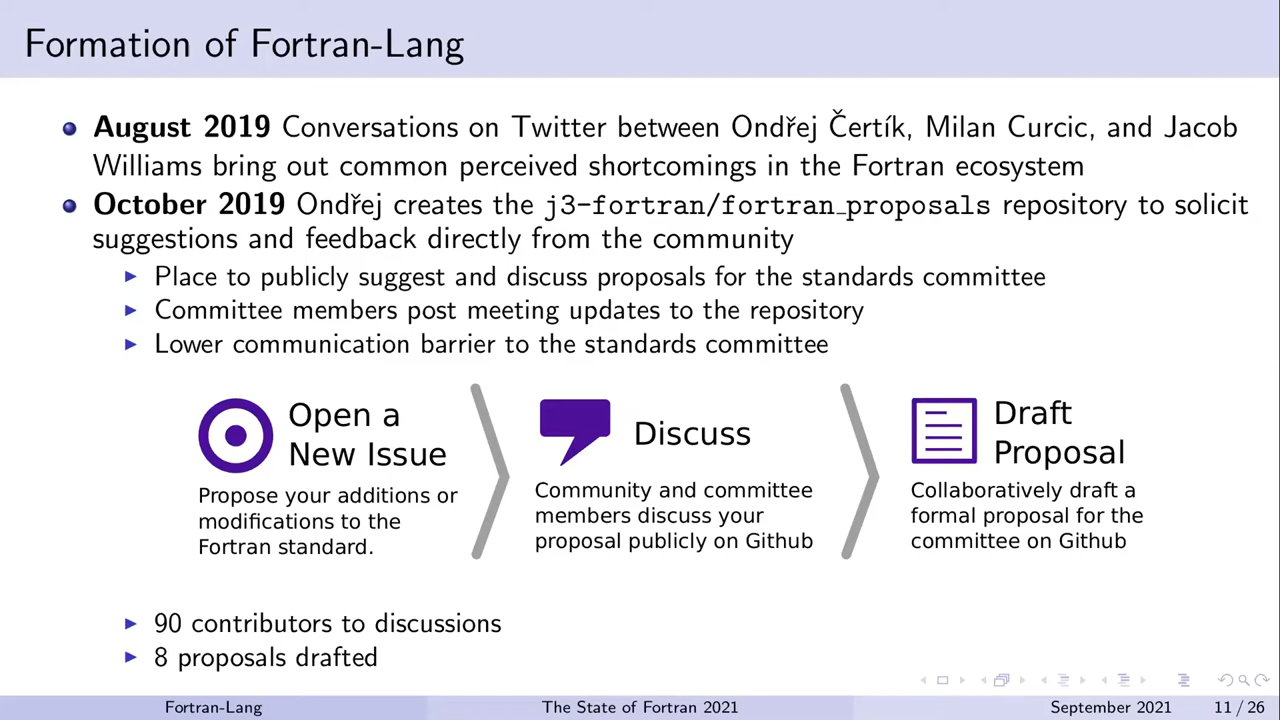 Formation of Fortran-Lang
August 2019 Conversations on Twitter between Ondřej Čertík, Milan Curcic, and Jacob
Williams bring out common perceived shortcomings in the Fortran ecosystem
October 2019 Ondřej creates the j3-fortran/fortran_proposals repository to solicit
suggestions and feedback directly from the community
Place to publicly suggest and discuss proposals for the standards committee
Committee members post meeting updates to the repository
Lower communication barrier to the standards committee
Open a
New Issue
Propose your additions or
modifications to the
Fortran standard.
Discuss
Community and committee
members discuss your
proposal publicly on Github
Draft
Proposal
Collaboratively draft a
formal proposal for the
committee on Github
90 contributors to discussions
8 proposals drafted
Fortran-Lang
The State of Fortran 2021
September 2021
11 / 26